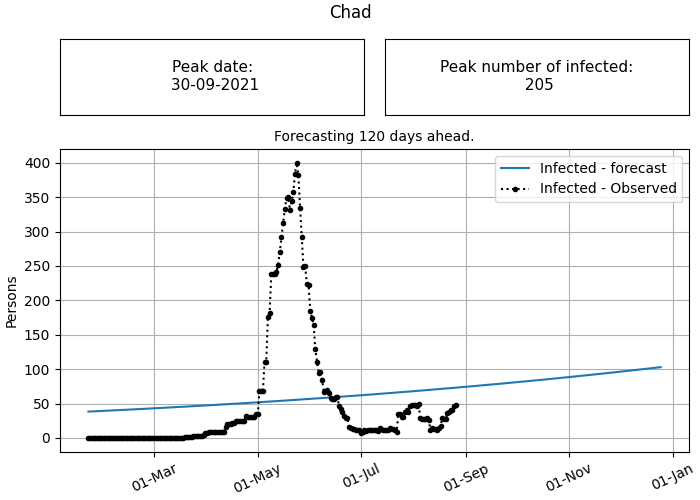 Chad
Peak date:
30-09-2021
Peak number of infected:
205
Forecasting 120 days ahead.
Infected - forecast
Infected - Observed
Persons
400
350
300
250
200
150
100
50
0
01-Mar
01-May
01-Jul
01-Sep
01-Nov
01-Jan